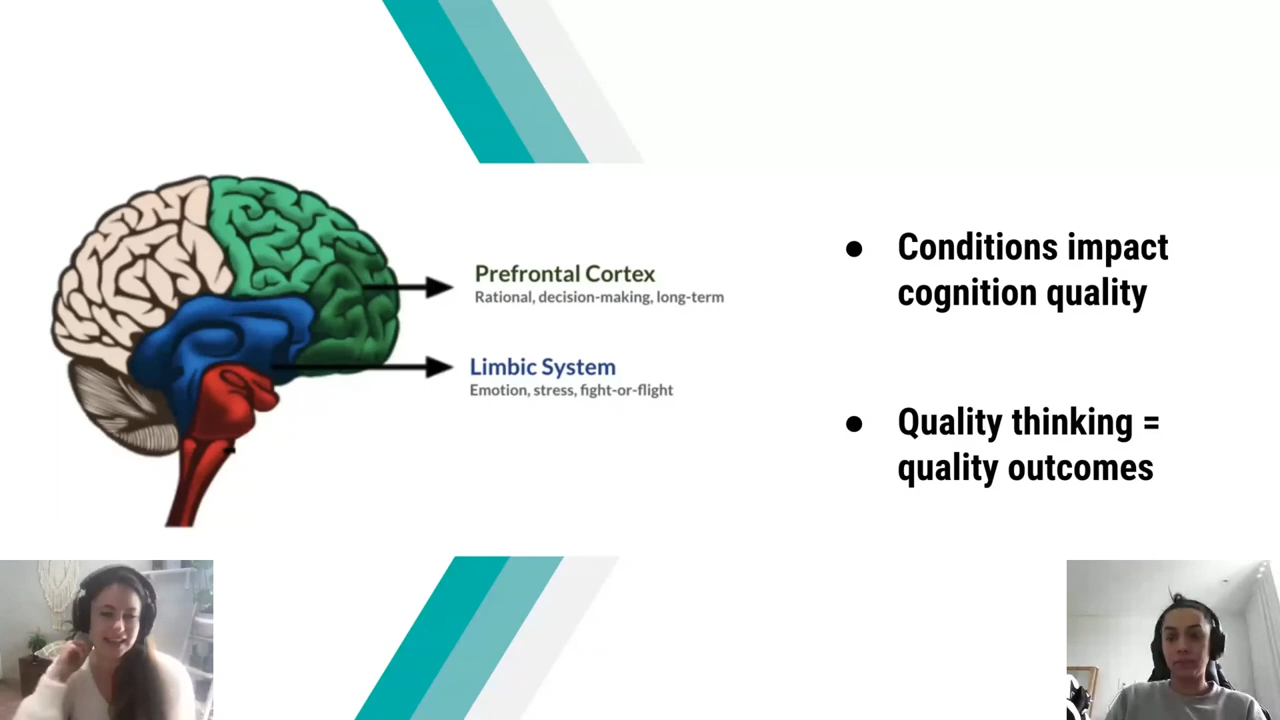 Prefrontal Cortex
Rational, decision-making, long-term
Limbic System
Emotion, stress, fight-or-flight
● Conditions impact
cognition quality
● Quality thinking =
quality outcomes